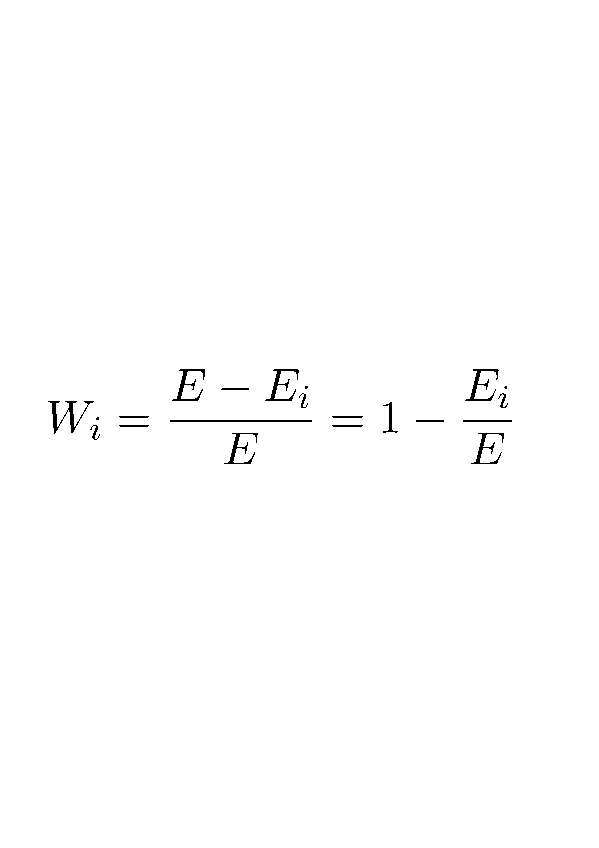 W_i = \frac{E - E_i}{E} = 1 - \frac{E_i}{E}